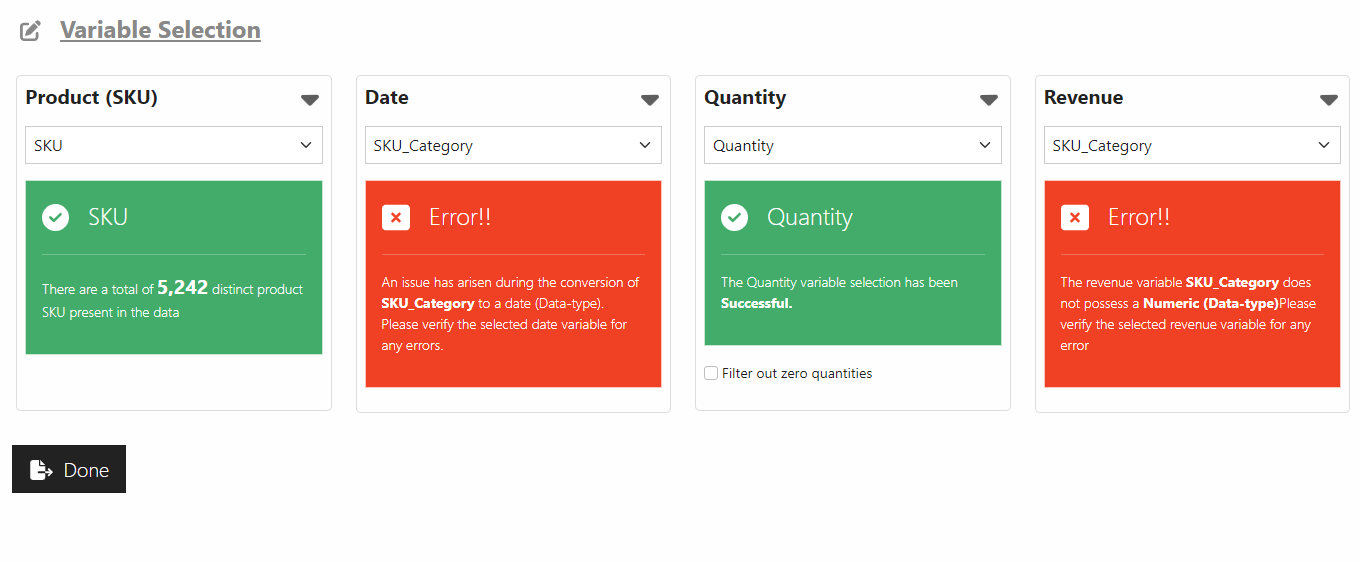 Variable Selection
Product (SKU)
SKU
SKU
There are a total of 5,242 distinct product
SKU present in the data
Date
SKU_Category
Error!!
An issue has arisen during the conversion of
SKU_Category to a date (Data-type).
Please verify the selected date variable for
any errors.
Quantity
Quantity
Quantity
The Quantity variable selection has been
Successful.
Filter out zero quantities
Revenue
SKU_Category
Error!!
The revenue variable SKU_Category does
not possess a Numeric (Data-type)Please
verify the selected revenue variable for any
error
Done